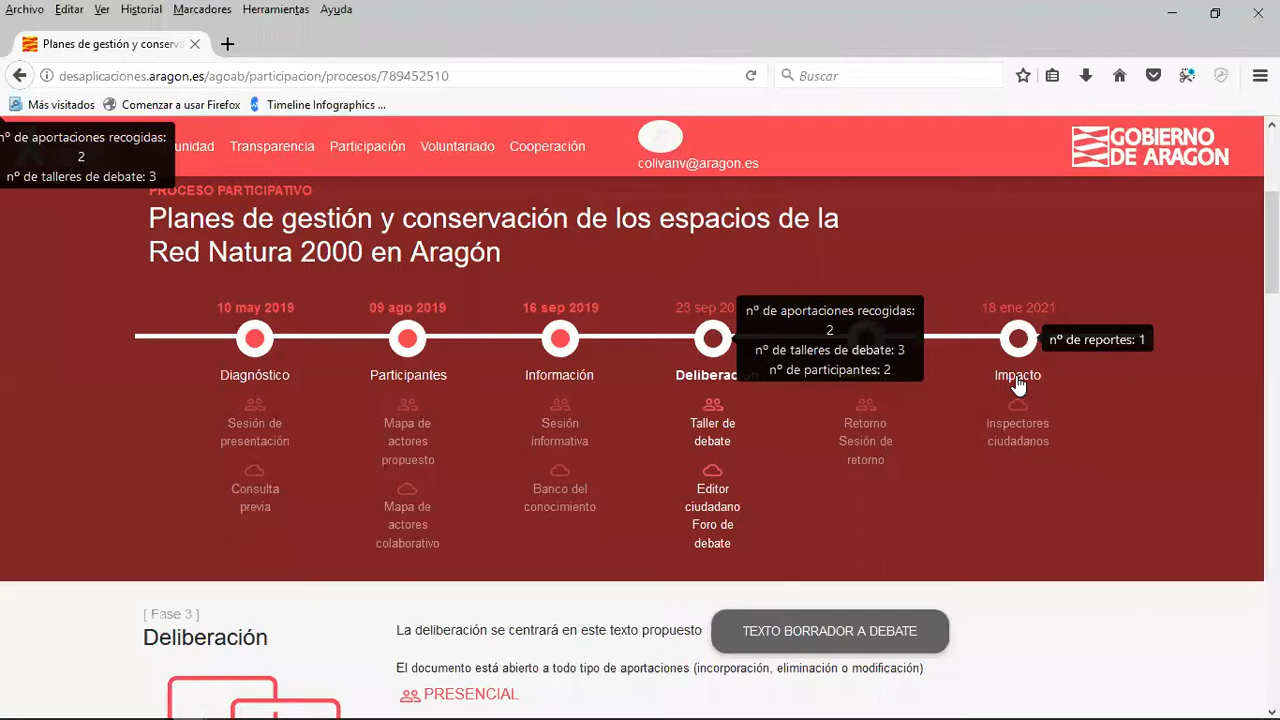 Archivo Editar Ver Historial Marcadores Herramientas Ayuda
Planes de gestión y conserva
desaplicaciones.aragon.es/agoab/participacion/procesos/789452510
Buscar
Más visitados Comenzar a usar Firefox Timeline Infographics ...
nº de aportaciones recogidas:
2
nº de talleres de debate: 3
unidad Transparencia Participación Voluntariado Cooperación
colivanv@aragon.es
GOBIERNO
DE ARAGON
PROCESO PARTICIPATIVO
Planes de gestión y conservación de los espacios de la
Red Natura 2000 en Aragón
10 may 2019 09 ago 2019 16 sep 2019 23 sep 20 18 ene 2021
nº de aportaciones recogidas:
2
nº de talleres de debate: 3
nº de participantes: 2
nº de reportes: 1
Diagnóstico Participantes Información Deliberac Impacto
Sesión de
presentación
Consulta
previa
Mapa de
actores
propuesto
Mapa de
actores
colaborativo
Sesión
informativa
Banco del
conocimiento
Taller de
debate
Editor
ciudadano
Foro de
debate
Retorno
Sesión de
retorno
Inspectores
ciudadanos
[ Fase 3 ]
Deliberación
La deliberación se centrará en este texto propuesto
TEXTO BORRADOR A DEBATE
El documento está abierto a todo tipo de aportaciones (incorporación, eliminación o modificación)
PRESENCIAL